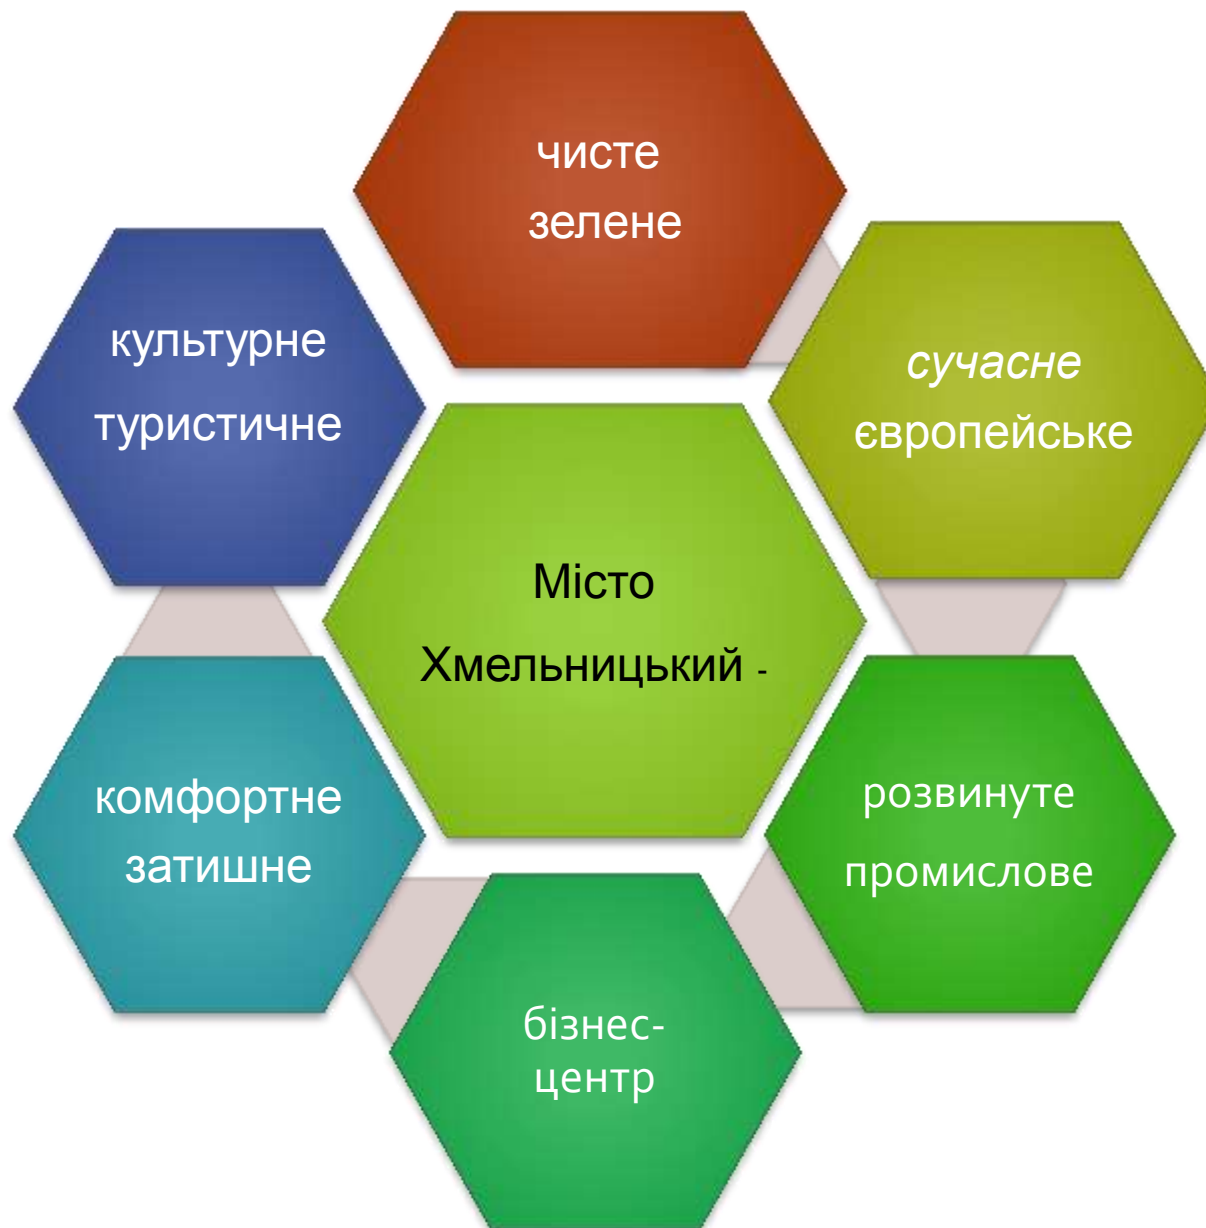 чисте
зелене
сучасне
європейське
розвинуте
промислове
бізнес-
центр
комфортне
затишне
культурне
туристичне
Місто
Хмельницький -